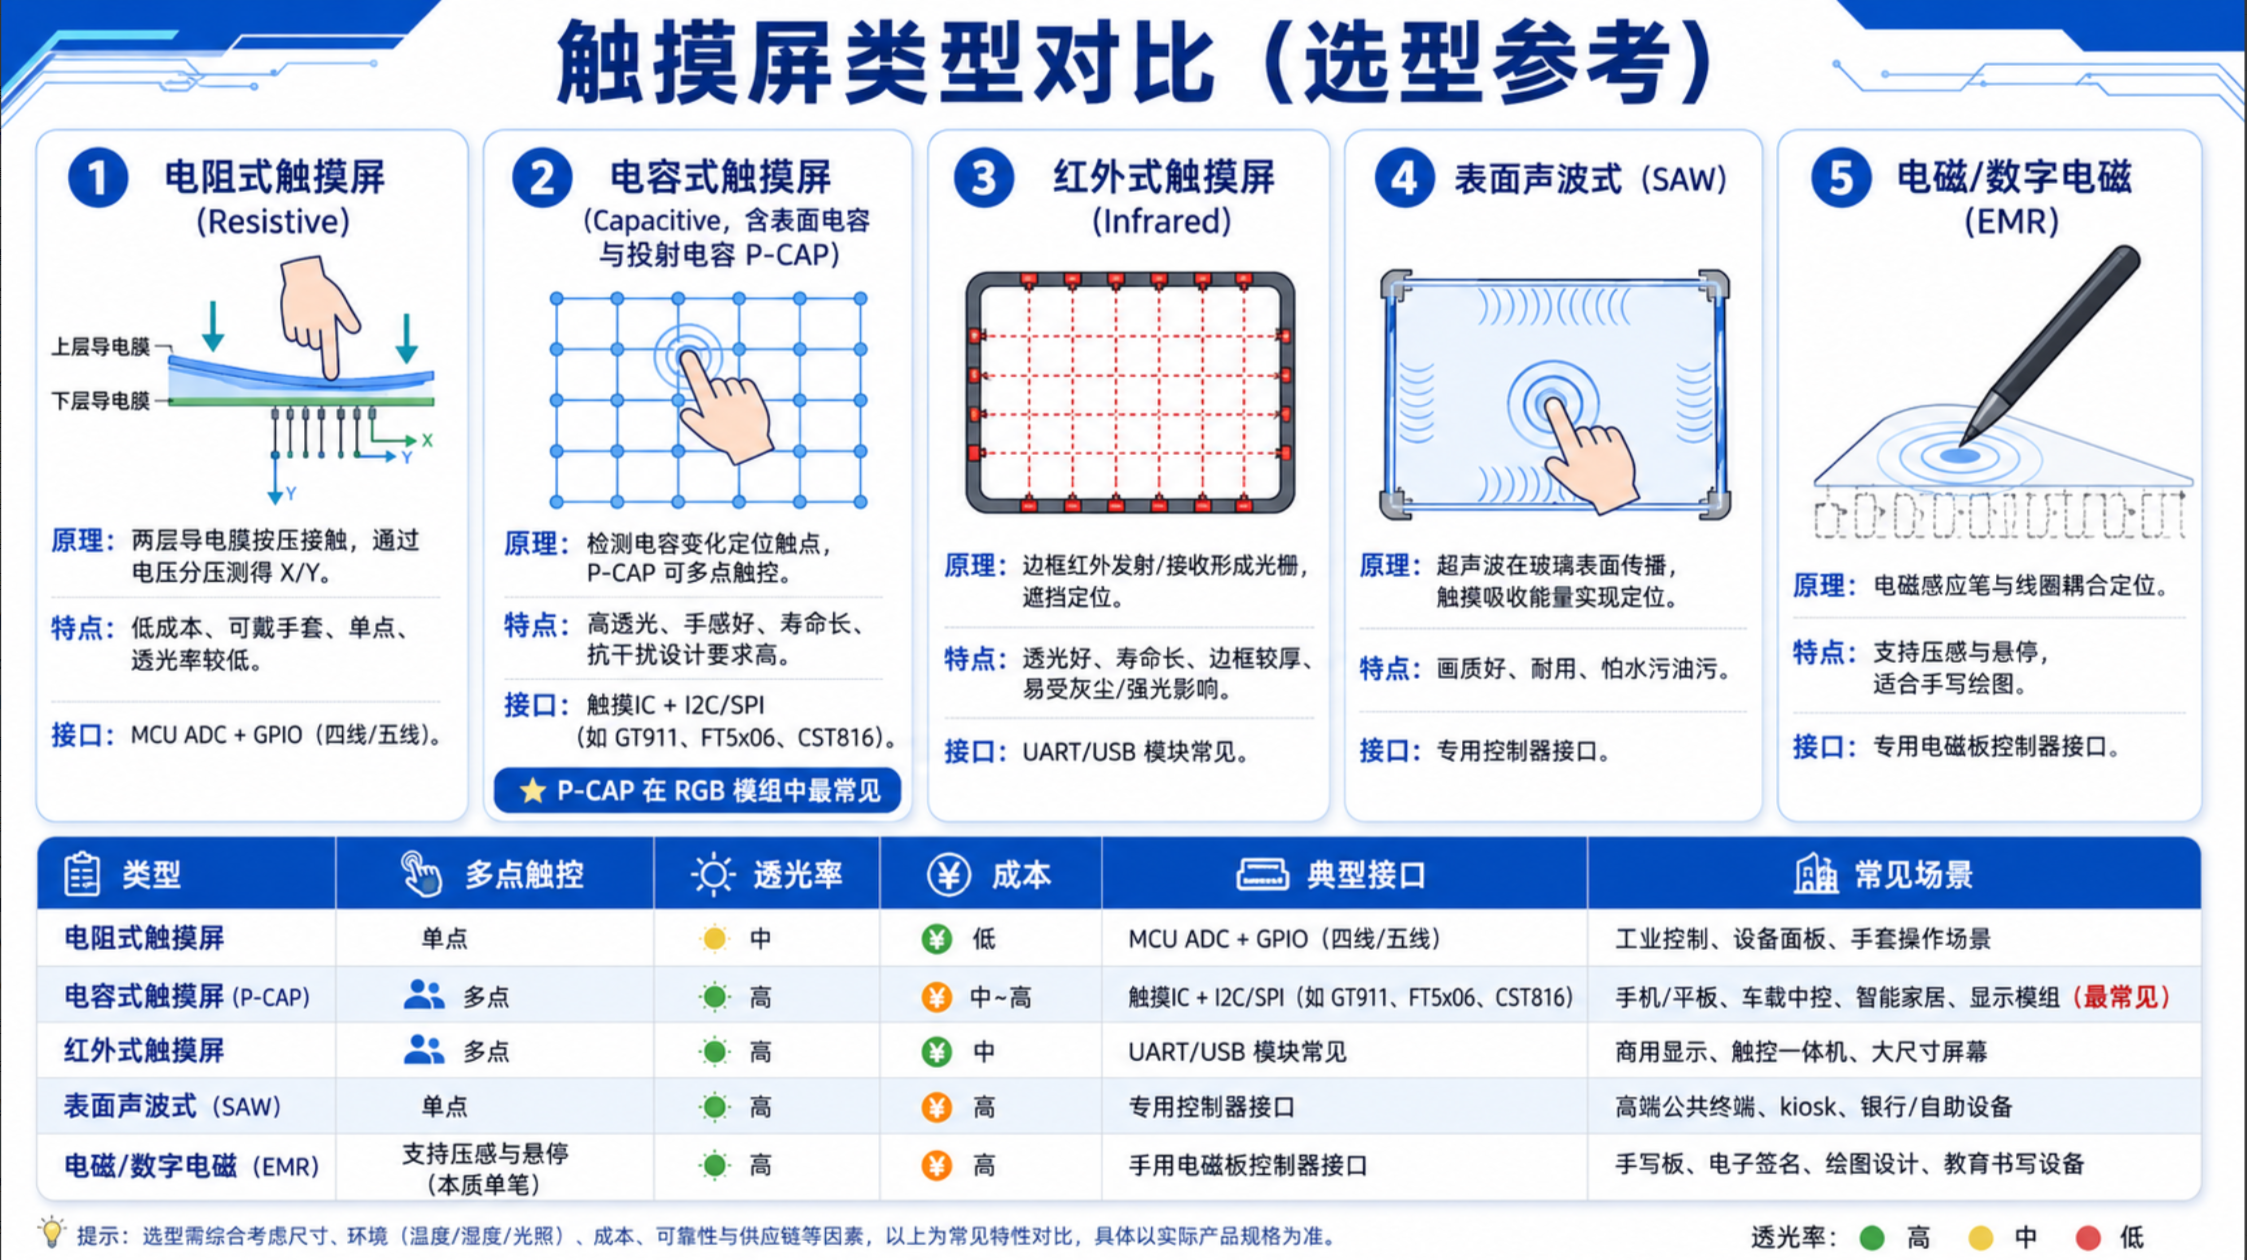 触摸屏类型对比（选型参考）
1 电阻式触摸屏
(Resistive)
上层导电膜
下层导电膜
X
Y
Y
原理：两层导电膜按压接触，通过
电压分压测得 X/Y。
特点：低成本、可戴手套、单点、
透光率较低。
接口：MCU ADC + GPIO（四线/五线）。
2 电容式触摸屏
(Capacitive，含表面电容
与投射电容 P-CAP)
原理：检测电容变化定位触点，
P-CAP 可多点触控。
特点：高透光、手感好、寿命长、
抗干扰设计要求高。
接口：触摸IC + I2C/SPI
（如 GT911、FT5x06、CST816）。
P-CAP 在 RGB 模组中最常见
3 红外式触摸屏
(Infrared)
原理：边框红外发射/接收形成光栅，
遮挡定位。
特点：透光好、寿命长、边框较厚、
易受灰尘/强光影响。
接口：UART/USB 模块常见。
4 表面声波式（SAW）
原理：超声波在玻璃表面传播，
触摸吸收能量实现定位。
特点：画质好、耐用、怕水污油污。
接口：专用控制器接口。
5 电磁/数字电磁
(EMR)
原理：电磁感应笔与线圈耦合定位。
特点：支持压感与悬停，
适合手写绘图。
接口：专用电磁板控制器接口。
类型 多点触控 透光率 ¥ 成本 典型接口 常见场景
电阻式触摸屏 单点 中 ¥ 低 MCU ADC + GPIO（四线/五线） 工业控制、设备面板、手套操作场景
电容式触摸屏 (P-CAP) 多点 高 ¥ 中~高 触摸IC + I2C/SPI（如 GT911、FT5x06、CST816） 手机/平板、车载中控、智能家居、显示模组（最常见）
红外式触摸屏 多点 高 ¥ 中 UART/USB 模块常见 商用显示、触控一体机、大尺寸屏幕
表面声波式（SAW） 单点 高 ¥ 高 专用控制器接口 高端公共终端、kiosk、银行/自助设备
电磁/数字电磁（EMR） 支持压感与悬停 高 ¥ 高 手用电磁板控制器接口 手写板、电子签名、绘图设计、教育书写设备
（本质单笔）
提示：选型需综合考虑尺寸、环境（温度/湿度/光照）、成本、可靠性与供应链等因素，以上为常见特性对比，具体以实际产品规格为准。
透光率： 高 中 低